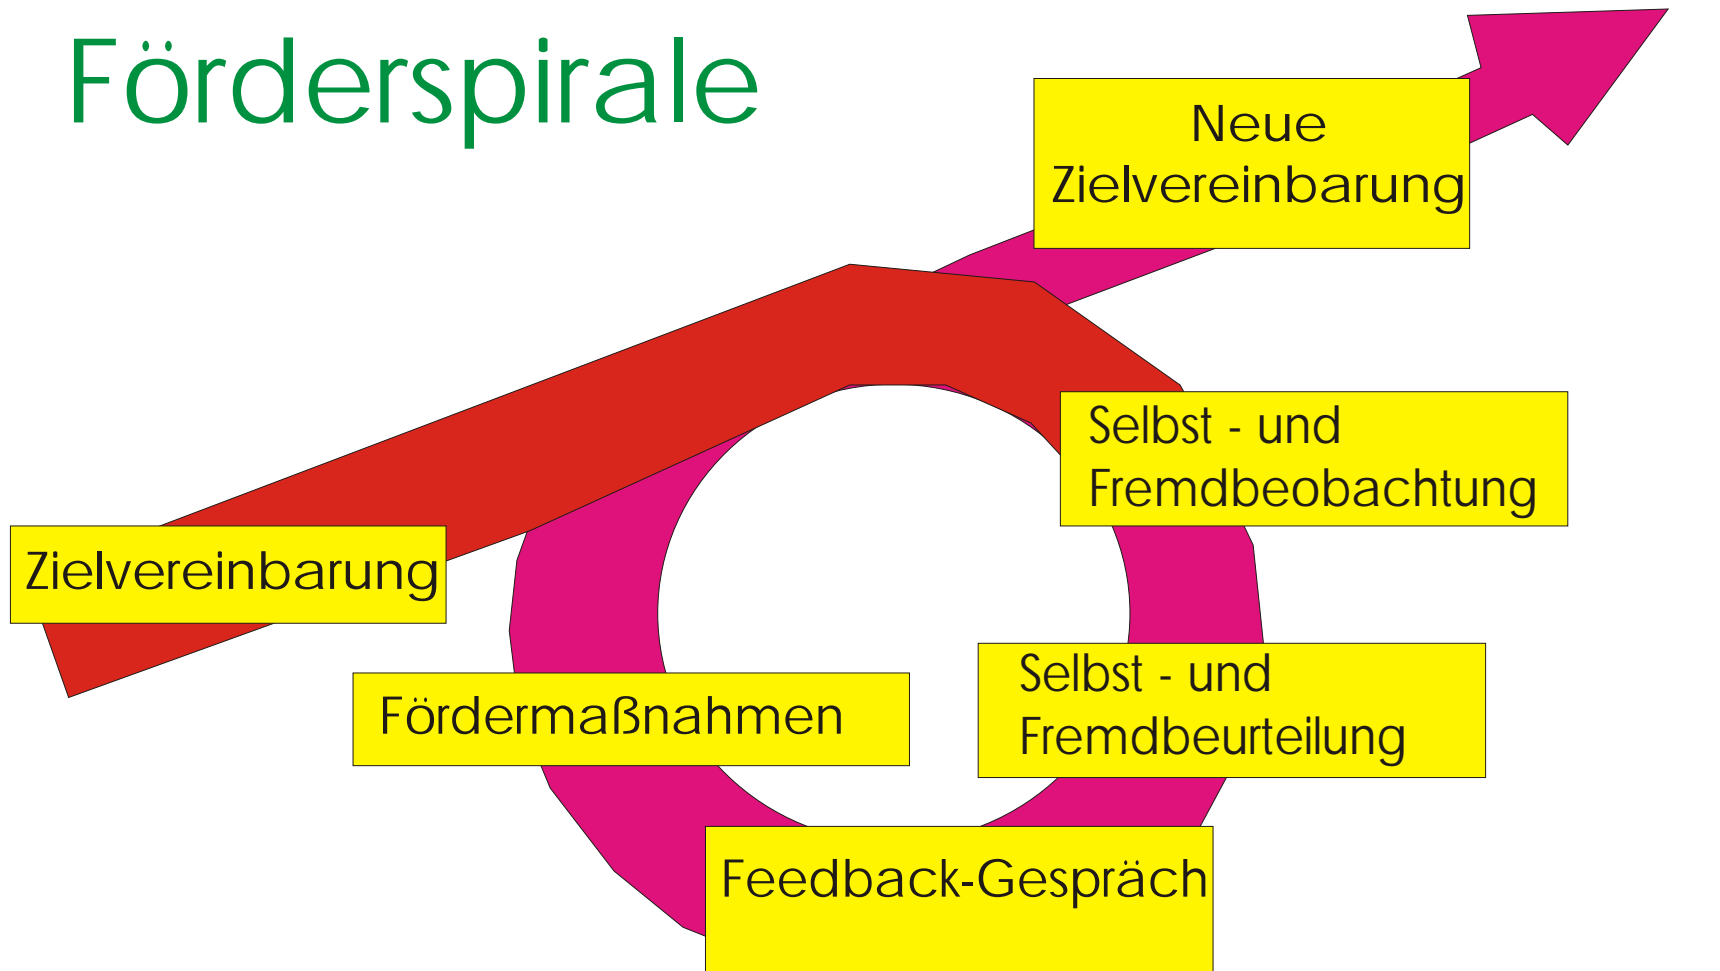 Förderspirale
Neue
Zielvereinbarung
Selbst - und
Fremdbeobachtung
Zielvereinbarung
Selbst - und
Fremdbeurteilung
Fördermaßnahmen
Feedback-Gespräch